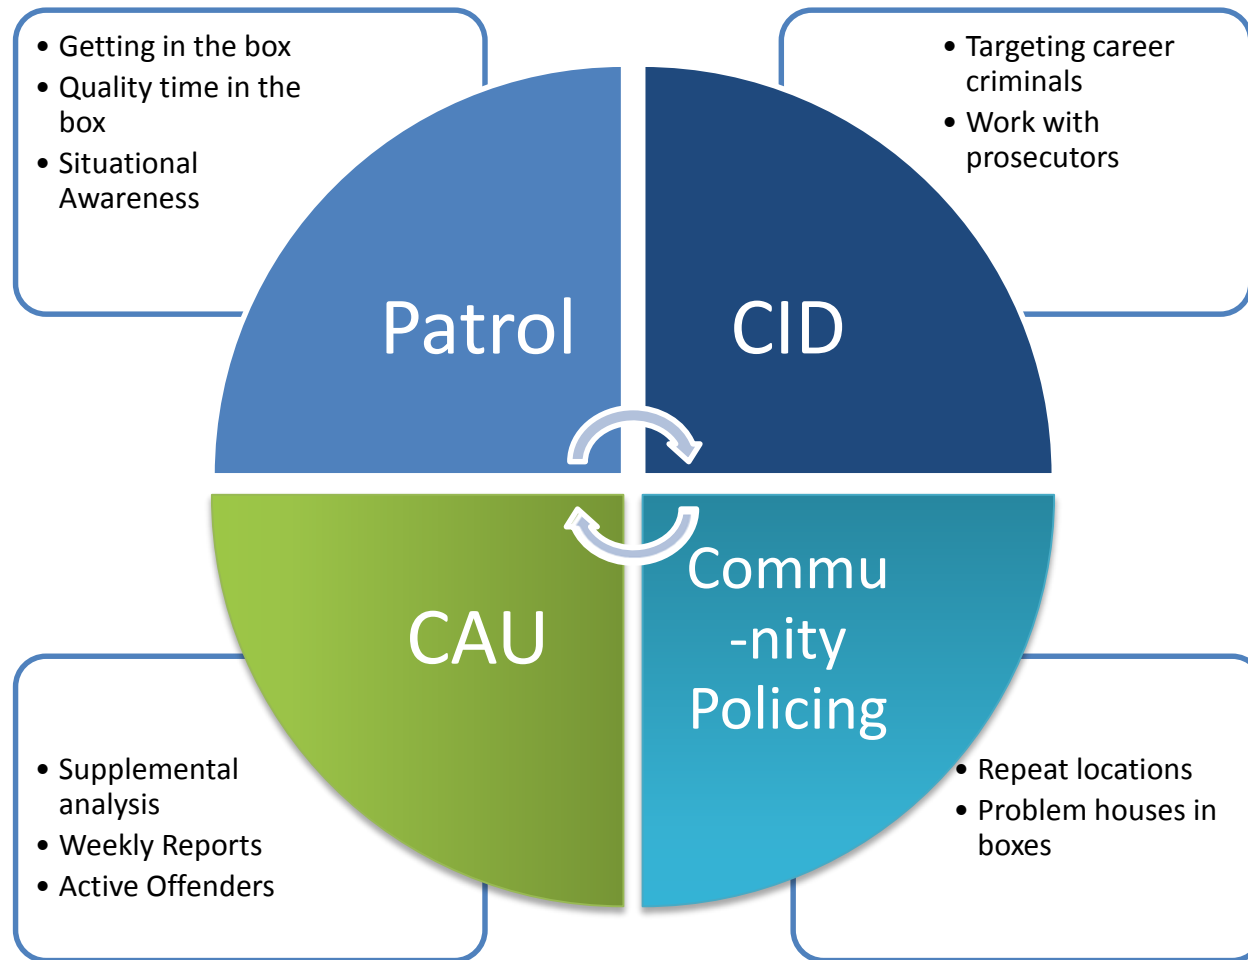 • Getting in the box
• Quality time in the
box
• Situational
Awareness
• Targeting career
criminals
• Work with
prosecutors
Patrol
CID
CAU
Commu
-nity
Policing
• Supplemental
analysis
• Weekly Reports
• Active Offenders
• Repeat locations
• Problem houses in
boxes